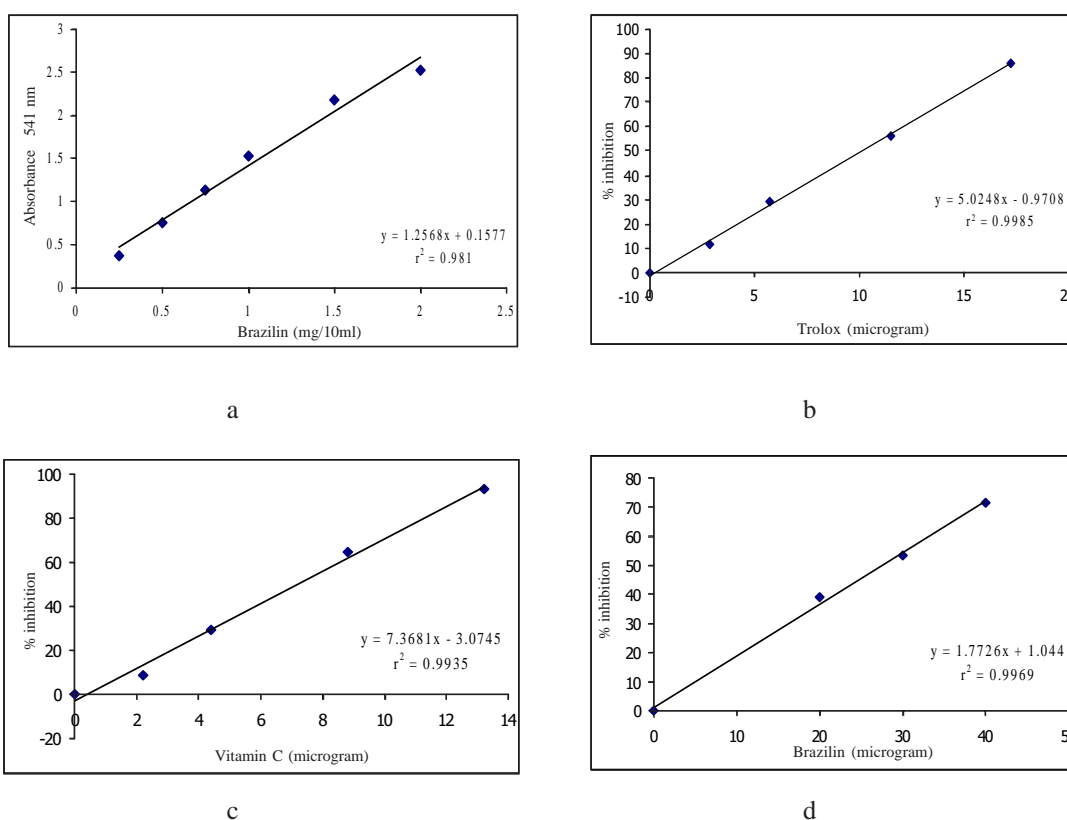 3
2.5
2
1.5
1
0.5
0
Absorbance 541 nm
y = 1.2568x + 0.1577
r² = 0.981
0 0.5 1 1.5 2 2.5
Brazilin (mg/10ml)
a
100
90
80
70
60
50
40
30
20
10
0
-10
% inhibition
y = 5.0248x - 0.9708
r² = 0.9985
0 5 10 15
Trolox (microgram)
b
100
80
60
40
20
0
-20
% inhibition
y = 7.3681x - 3.0745
r² = 0.9935
0 2 4 6 8 10 12 14
Vitamin C (microgram)
c
80
70
60
50
40
30
20
10
0
% inhibition
y = 1.7726x + 1.044
r² = 0.9969
0 10 20 30 40
Brazilin (microgram)
d